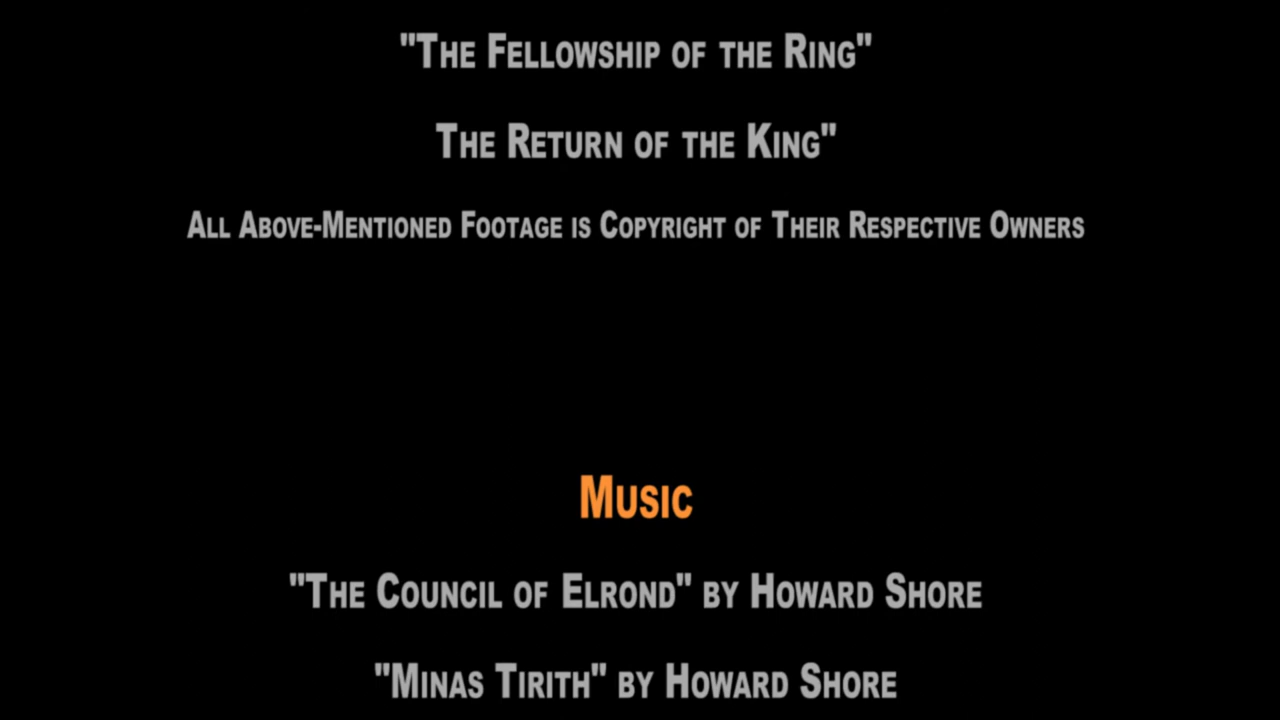 "The Fellowship of the Ring"
The Return of the King"
All Above-Mentioned Footage is Copyright of Their Respective Owners
Music
"The Council of Elrond" by Howard Shore
"Minas Tirith" by Howard Shore